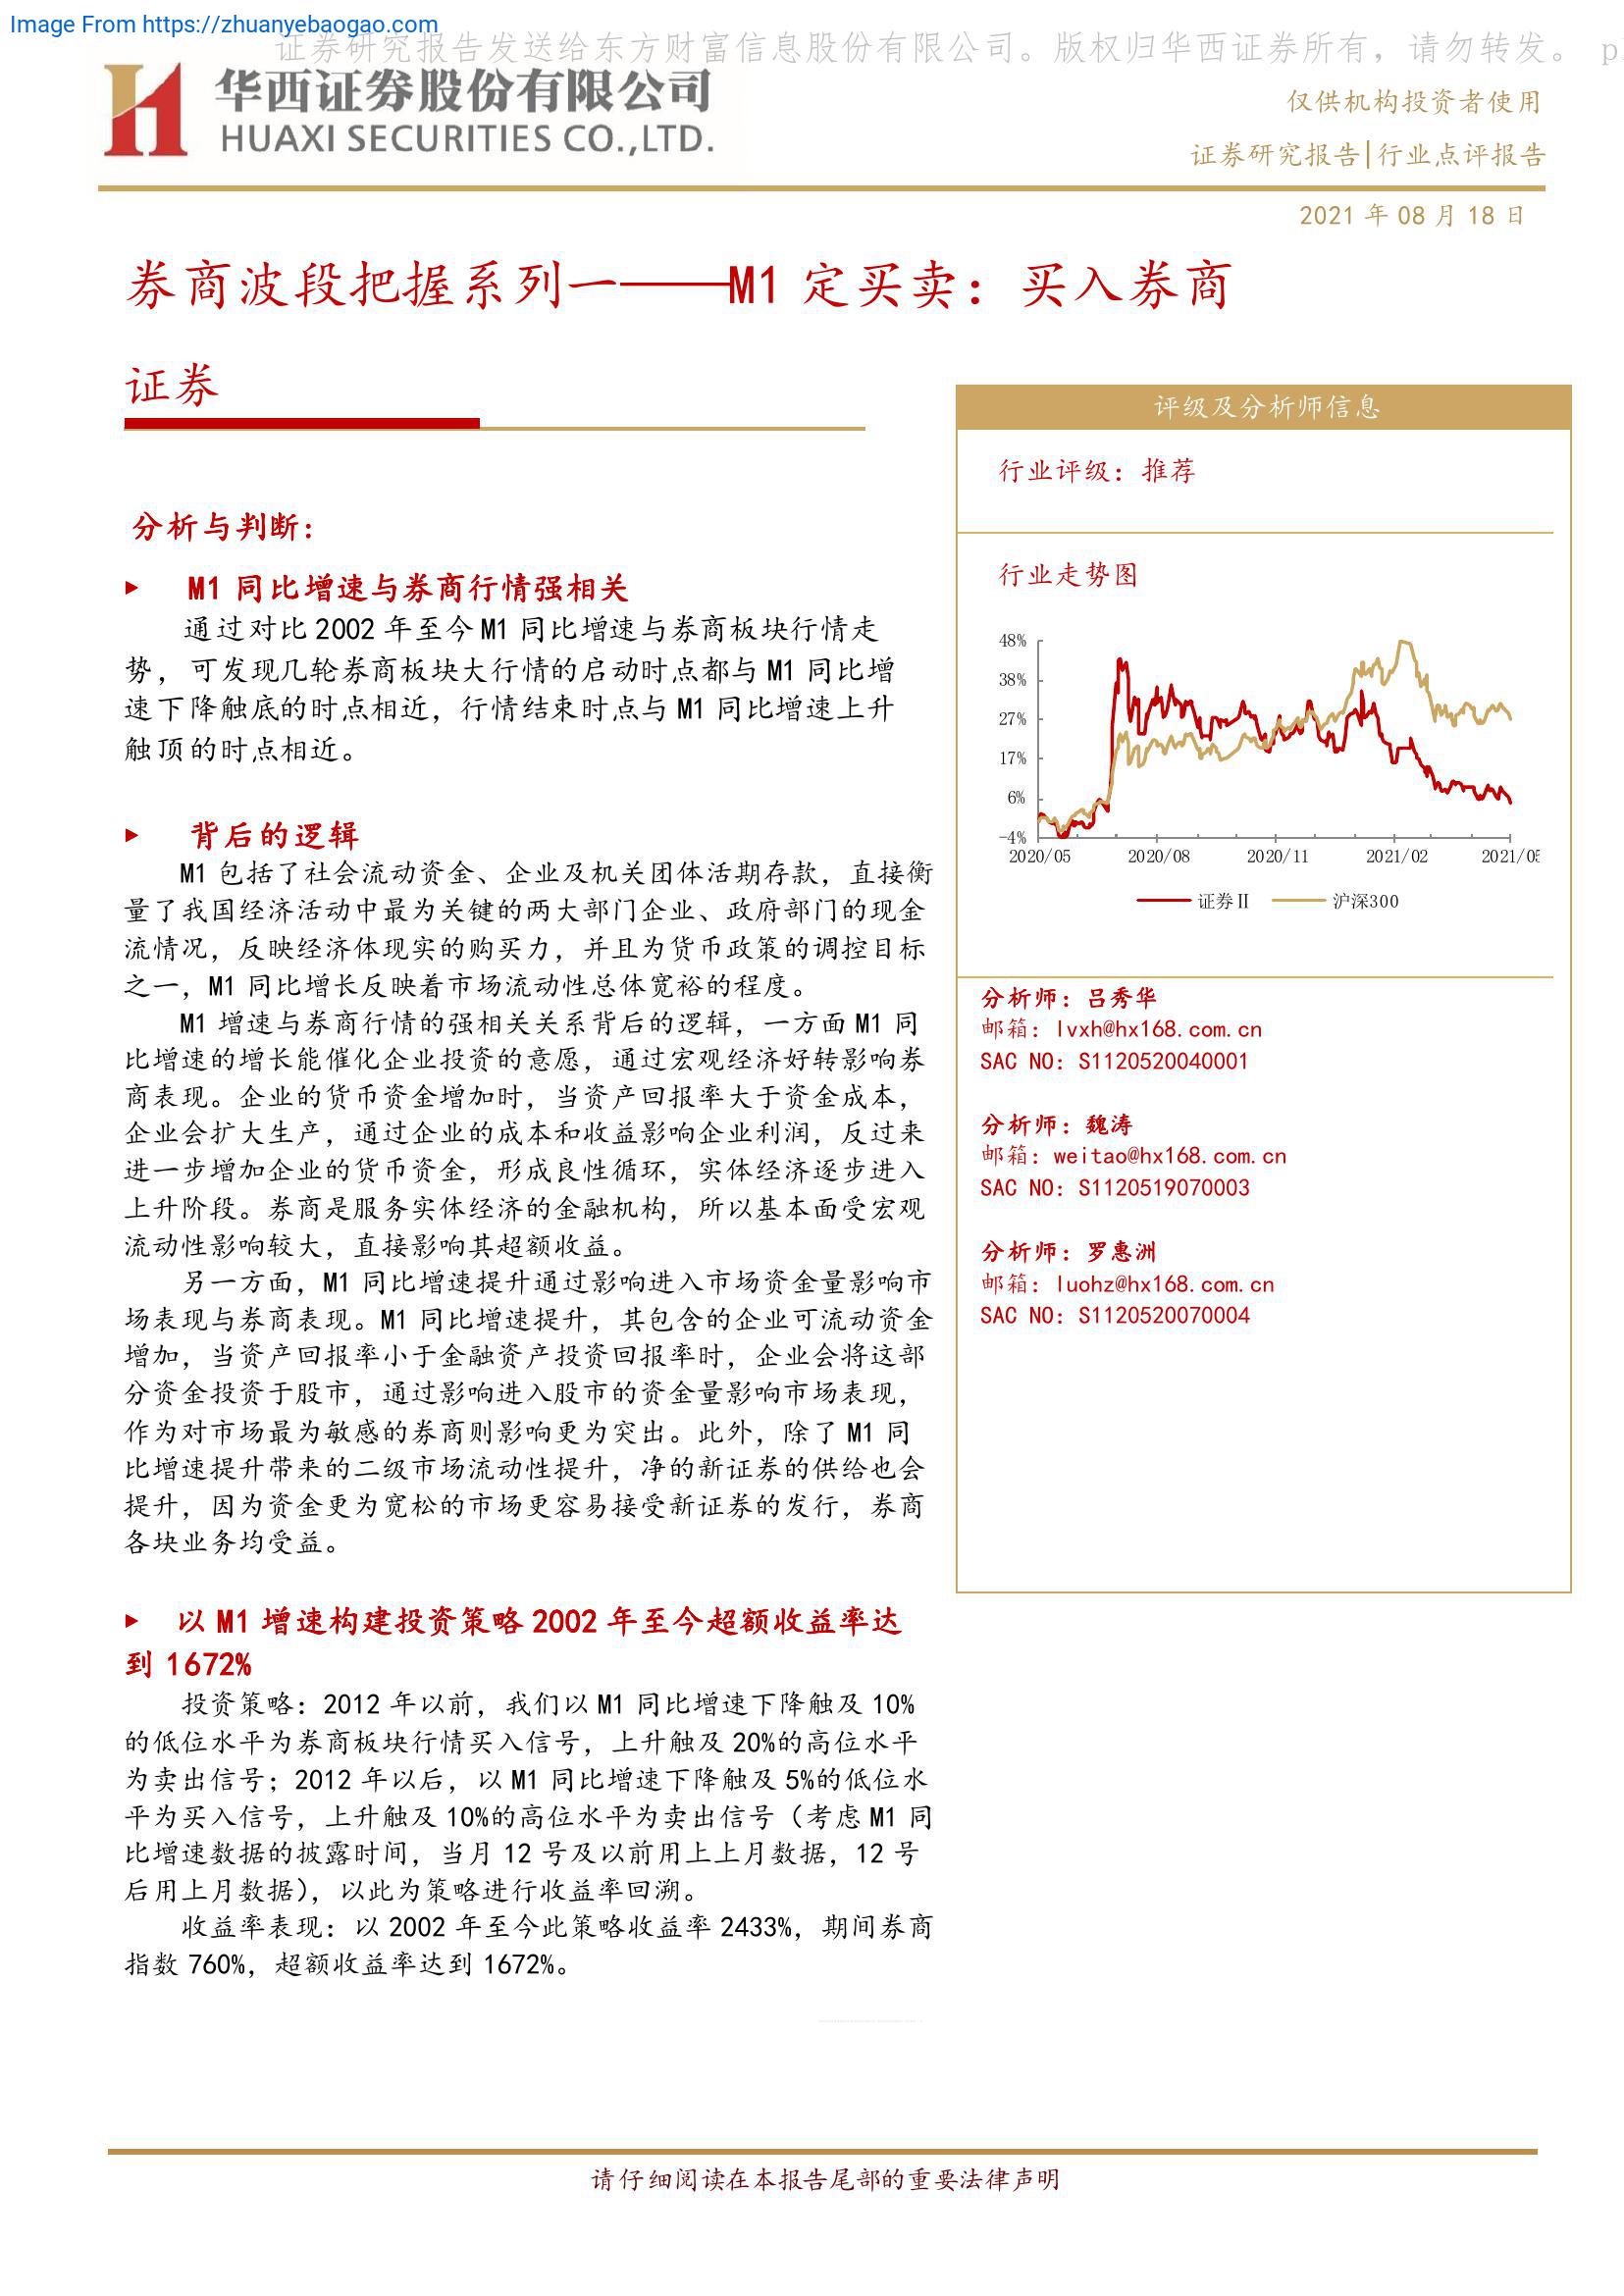 Image From https://zhuanyebaogao.com
证券研究报告发送给东方财富信息股份有限公司。版权归华西证券所有，请勿转发。 p
华西证券股份有限公司
HUAXI SECURITIES CO.,LTD.
仅供机构投资者使用
证券研究报告|行业点评报告
2021 年 08 月 18 日
券商波段把握系列一——M1 定买卖：买入券商
证券
分析与判断：
M1 同比增速与券商行情强相关
通过对比 2002 年至今 M1 同比增速与券商板块行情走
势，可发现几轮券商板块大行情的启动时点都与 M1 同比增
速下降触底的时点相近，行情结束时点与 M1 同比增速上升
触顶的时点相近。
背后的逻辑
M1 包括了社会流动资金、企业及机关团体活期存款，直接衡
量了我国经济活动中最为关键的两大部门企业、政府部门的现金
流情况，反映经济体现实的购买力，并且为货币政策的调控目标
之一，M1 同比增长反映着市场流动性总体宽裕的程度。
M1 增速与券商行情的强相关关系背后的逻辑，一方面 M1 同
比增速的增长能催化企业投资的意愿，通过宏观经济好转影响券
商表现。企业的货币资金增加时，当资产回报率大于资金成本，
企业会扩大生产，通过企业的成本和收益影响企业利润，反过来
进一步增加企业的货币资金，形成良性循环，实体经济逐步进入
上升阶段。券商是服务实体经济的金融机构，所以基本面受宏观
流动性影响较大，直接影响其超额收益。
另一方面，M1 同比增速提升通过影响进入市场资金量影响市
场表现与券商表现。M1 同比增速提升，其包含的企业可流动资金
增加，当资产回报率小于金融资产投资回报率时，企业会将这部
分资金投资于股市，通过影响进入股市的资金量影响市场表现，
作为对市场最为敏感的券商则影响更为突出。此外，除了 M1 同
比增速提升带来的二级市场流动性提升，净的新证券的供给也会
提升，因为资金更为宽松的市场更容易接受新证券的发行，券商
各块业务均受益。
以 M1 增速构建投资策略 2002 年至今超额收益率达
到 1672%
投资策略：2012 年以前，我们以 M1 同比增速下降触及 10%
的低位水平为券商板块行情买入信号，上升触及 20%的高位水平
为卖出信号；2012 年以后，以 M1 同比增速下降触及 5%的低位水
平为买入信号，上升触及 10%的高位水平为卖出信号（考虑 M1 同
比增速数据的披露时间，当月 12 号及以前用上上月数据，12 号
后用上月数据），以此为策略进行收益率回溯。
收益率表现：以 2002 年至今此策略收益率 2433%，期间券商
指数 760%，超额收益率达到 1672%。
评级及分析师信息
行业评级：推荐
行业走势图
48%
38%
27%
17%
6%
-4%
2020/05 2020/08 2020/11 2021/02 2021/05
证券Ⅱ 沪深300
分析师：吕秀华
邮箱：lvxh@hx168.com.cn
SAC NO：S1120520040001
分析师：魏涛
邮箱：weitao@hx168.com.cn
SAC NO：S1120519070003
分析师：罗惠洲
邮箱：luohz@hx168.com.cn
SAC NO：S1120520070004
请仔细阅读在本报告尾部的重要法律声明